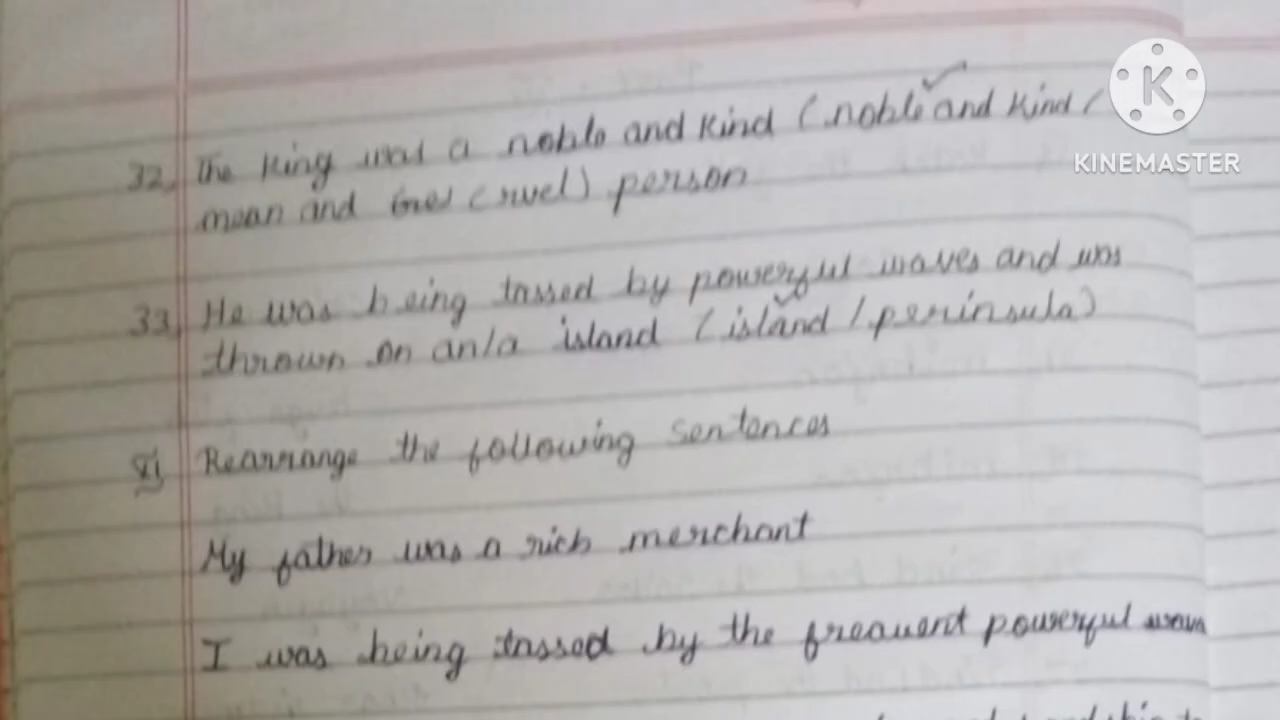 32. The King was a noble and Kind (noble and Kind /
mean and cruel) person
33. He was being tassed by powerful waves and was
thrown on an/a island (island / peninsula)
Rearrange the following sentences
My father was a rich merchant
I was being tassed by the frequent powerful
K
KINEMASTER